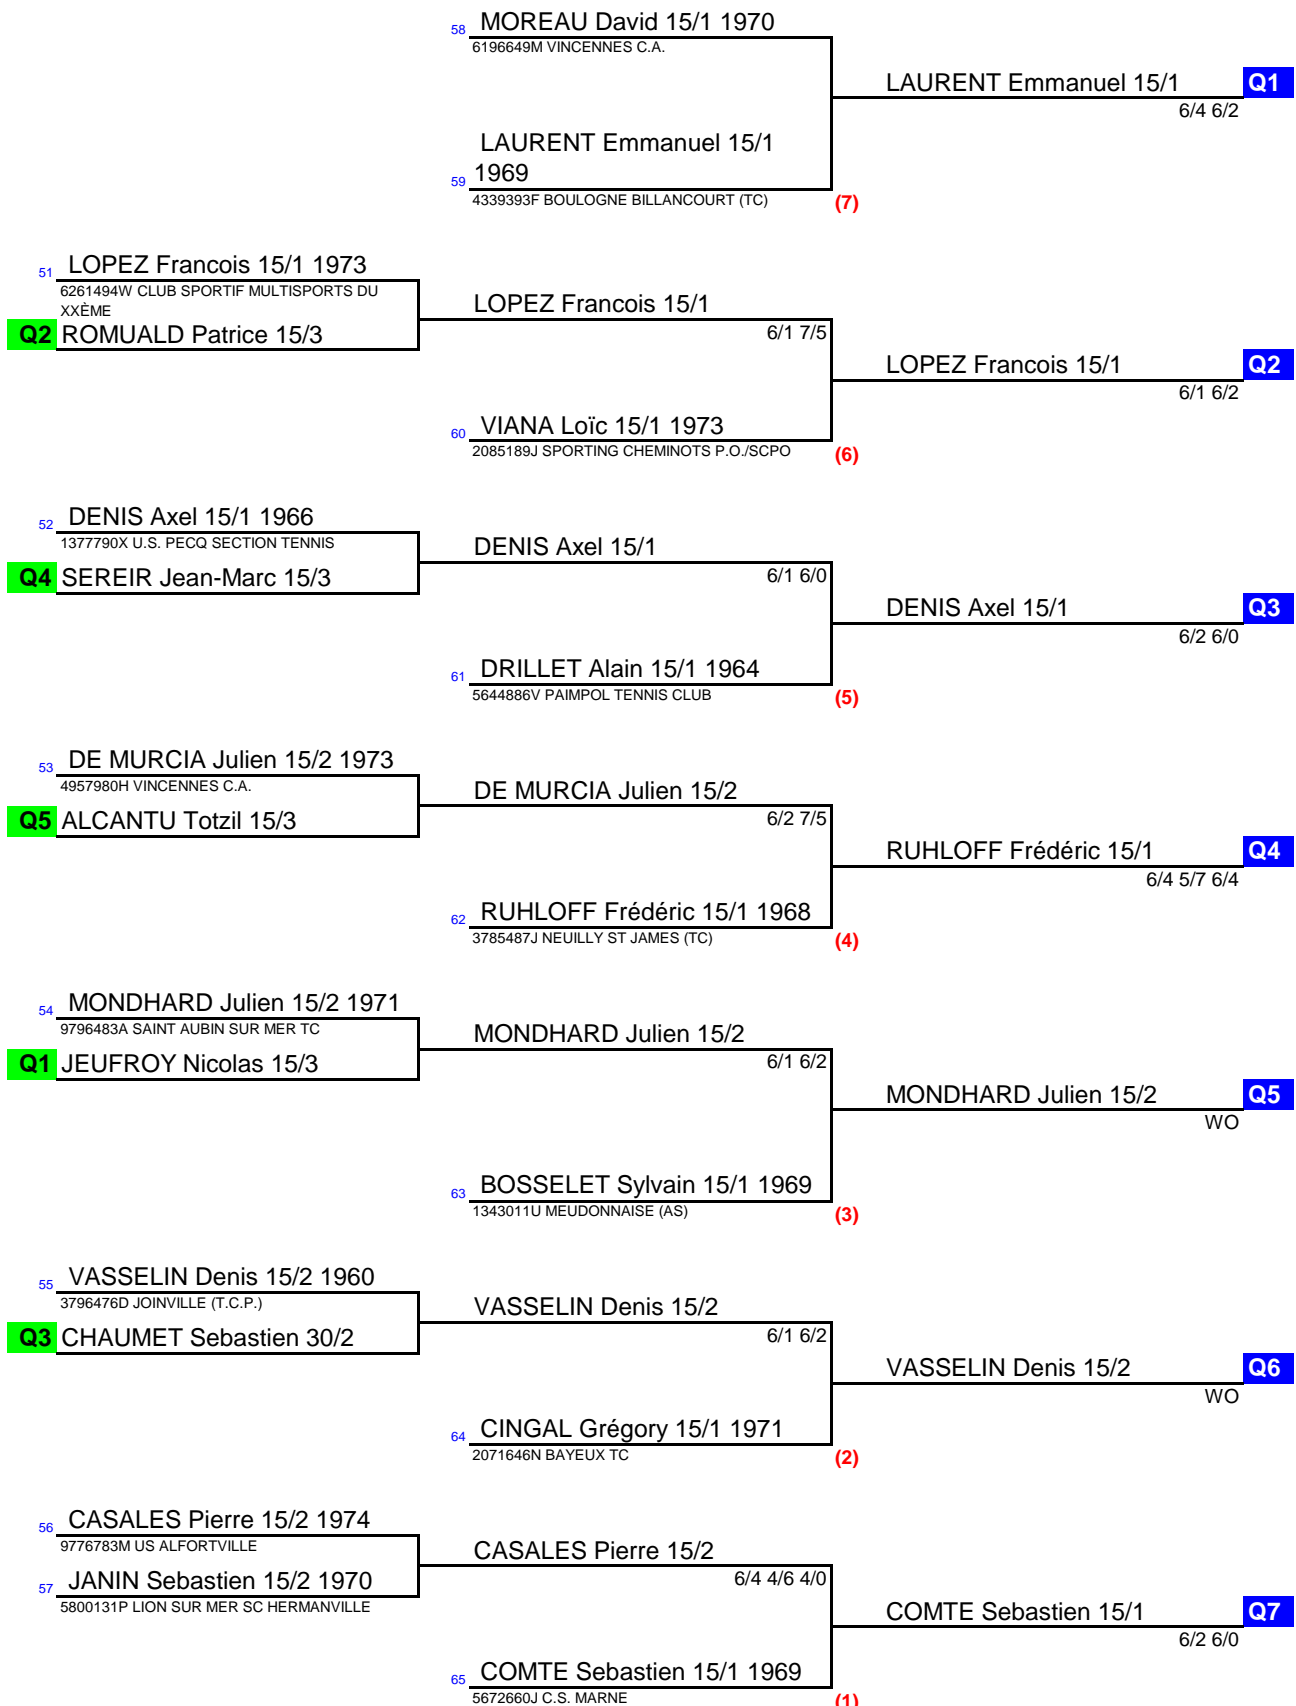 58 MOREAU David 15/1 1970
6196649M VINCENNES C.A.
LAURENT Emmanuel 15/1 Q1
6/4 6/2
LAURENT Emmanuel 15/1
59 1969
4339393F BOULOGNE BILLANCOURT (TC) (7)
51 LOPEZ Francois 15/1 1973
6261494W CLUB SPORTIF MULTISPORTS DU
XXÈME
LOPEZ Francois 15/1
Q2 ROMUALD Patrice 15/3
6/1 7/5
LOPEZ Francois 15/1 Q2
6/1 6/2
60 VIANA Loïc 15/1 1973
2085189J SPORTING CHEMINOTS P.O./SCPO (6)
52 DENIS Axel 15/1 1966
1377790X U.S. PECQ SECTION TENNIS
DENIS Axel 15/1
Q4 SEREIR Jean-Marc 15/3
6/1 6/0
DENIS Axel 15/1 Q3
6/2 6/0
61 DRILLET Alain 15/1 1964
5644886V PAIMPOL TENNIS CLUB (5)
53 DE MURCIA Julien 15/2 1973
4957980H VINCENNES C.A.
DE MURCIA Julien 15/2
Q5 ALCANTU Totzil 15/3
6/2 7/5
RUHLOFF Frédéric 15/1 Q4
6/4 5/7 6/4
62 RUHLOFF Frédéric 15/1 1968
3785487J NEUILLY ST JAMES (TC) (4)
54 MONDHARD Julien 15/2 1971
9796483A SAINT AUBIN SUR MER TC
MONDHARD Julien 15/2
Q1 JEUFROY Nicolas 15/3
6/1 6/2
MONDHARD Julien 15/2 Q5
WO
63 BOSSELET Sylvain 15/1 1969
1343011U MEUDONNAISE (AS) (3)
55 VASSELIN Denis 15/2 1960
3796476D JOINVILLE (T.C.P.)
VASSELIN Denis 15/2
Q3 CHAUMET Sebastien 30/2
6/1 6/2
VASSELIN Denis 15/2 Q6
WO
64 CINGAL Grégory 15/1 1971
2071646N BAYEUX TC (2)
56 CASALES Pierre 15/2 1974
9776783M US ALFORTVILLE
CASALES Pierre 15/2
57 JANIN Sebastien 15/2 1970
6/4 4/6 4/0
5800131P LION SUR MER SC HERMANVILLE
COMTE Sebastien 15/1 Q7
6/2 6/0
65 COMTE Sebastien 15/1 1969
5672660J C.S. MARNE (1)